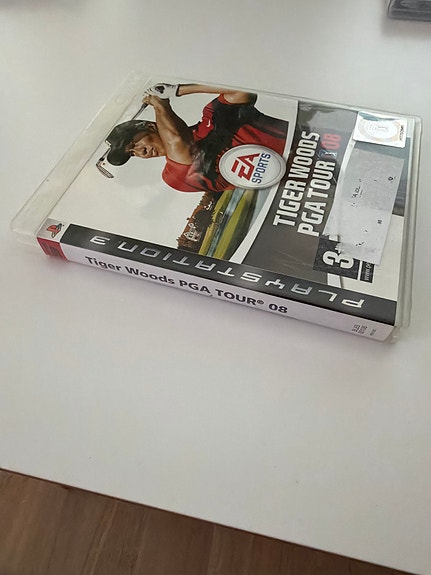 EA
SPORTS
TIGER WOODS
PGA TOUR 08
3+
PLAYSTATION 3
Tiger Woods PGA TOUR® 08